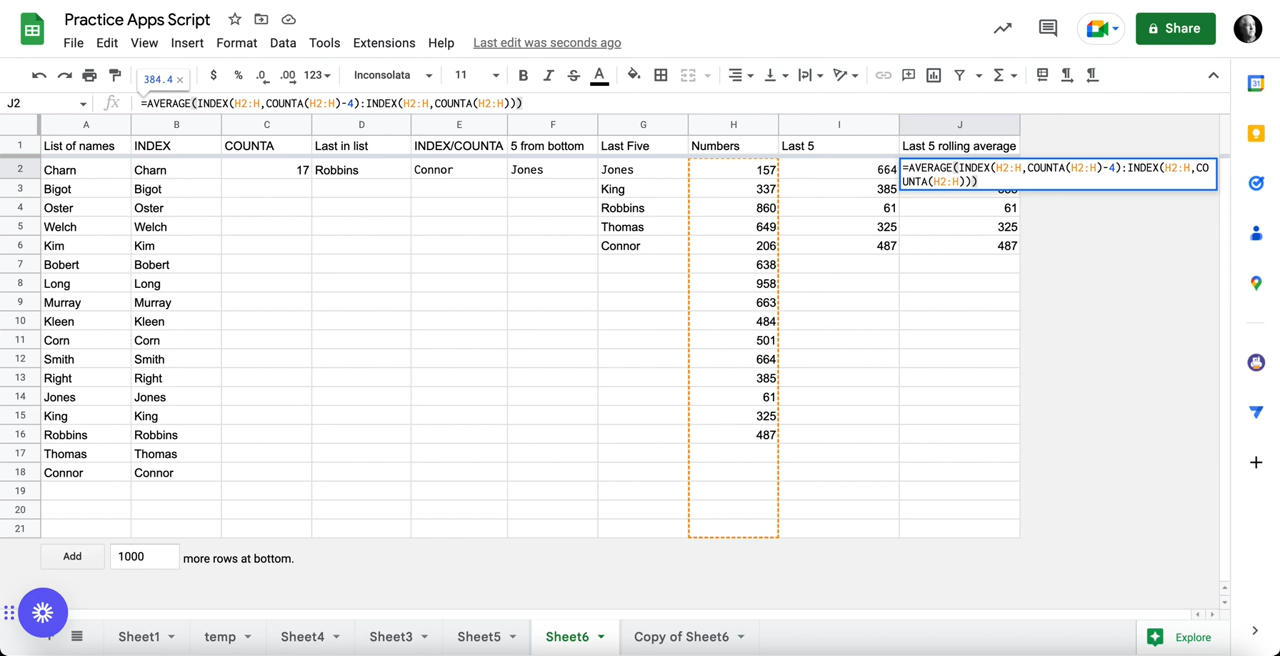 Practice Apps Script
File Edit View Insert Format Data Tools Extensions Help Last edit was seconds ago
Share
384.4 ×
$ % .0 .00 123 Inconsolata 11 B I S A
J2 fx =AVERAGE(INDEX(H2:H,COUNTA(H2:H)-4):INDEX(H2:H,COUNTA(H2:H)))
A B C D E F G H I J
1 List of names INDEX COUNTA Last in list INDEX/COUNTA 5 from bottom Last Five Numbers Last 5 Last 5 rolling average
2 Charn Charn 17 Robbins Connor Jones Jones 157 664 =AVERAGE(INDEX(H2:H,COUNTA(H2:H)-4):INDEX(H2:H,CO
UNTA(H2:H)))
3 Bigot Bigot King 337 385
4 Oster Oster Robbins 860 61 61
5 Welch Welch Thomas 649 325 325
6 Kim Kim Connor 206 487 487
7 Bobert Bobert 638
8 Long Long 958
9 Murray Murray 663
10 Kleen Kleen 484
11 Corn Corn 501
12 Smith Smith 664
13 Right Right 385
14 Jones Jones 61
15 King King 325
16 Robbins Robbins 487
17 Thomas Thomas
18 Connor Connor
19
20
21
Add 1000 more rows at bottom.
Sheet1 temp Sheet4 Sheet3 Sheet5 Sheet6 Copy of Sheet6 Explore
31